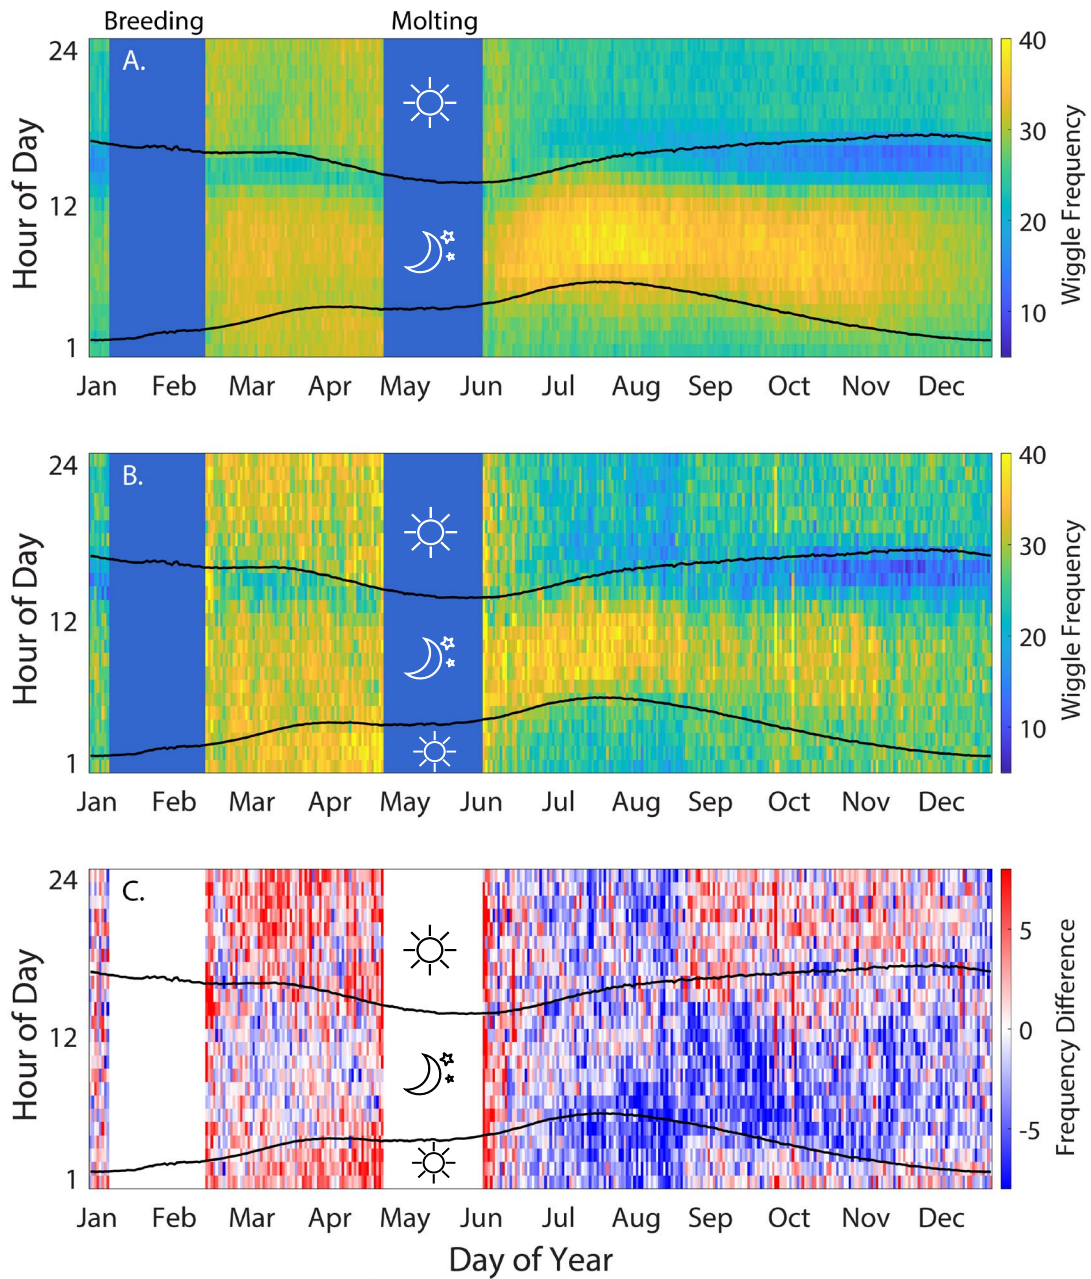 Breeding Molting
A.
24
12
1
Hour of Day
Jan Feb Mar Apr May Jun Jul Aug Sep Oct Nov Dec
40
30
20
10
Wiggle Frequency
B.
24
12
1
Hour of Day
Jan Feb Mar Apr May Jun Jul Aug Sep Oct Nov Dec
40
30
20
10
Wiggle Frequency
C.
24
12
1
Hour of Day
Jan Feb Mar Apr May Jun Jul Aug Sep Oct Nov Dec
5
0
-5
Frequency Difference
Day of Year